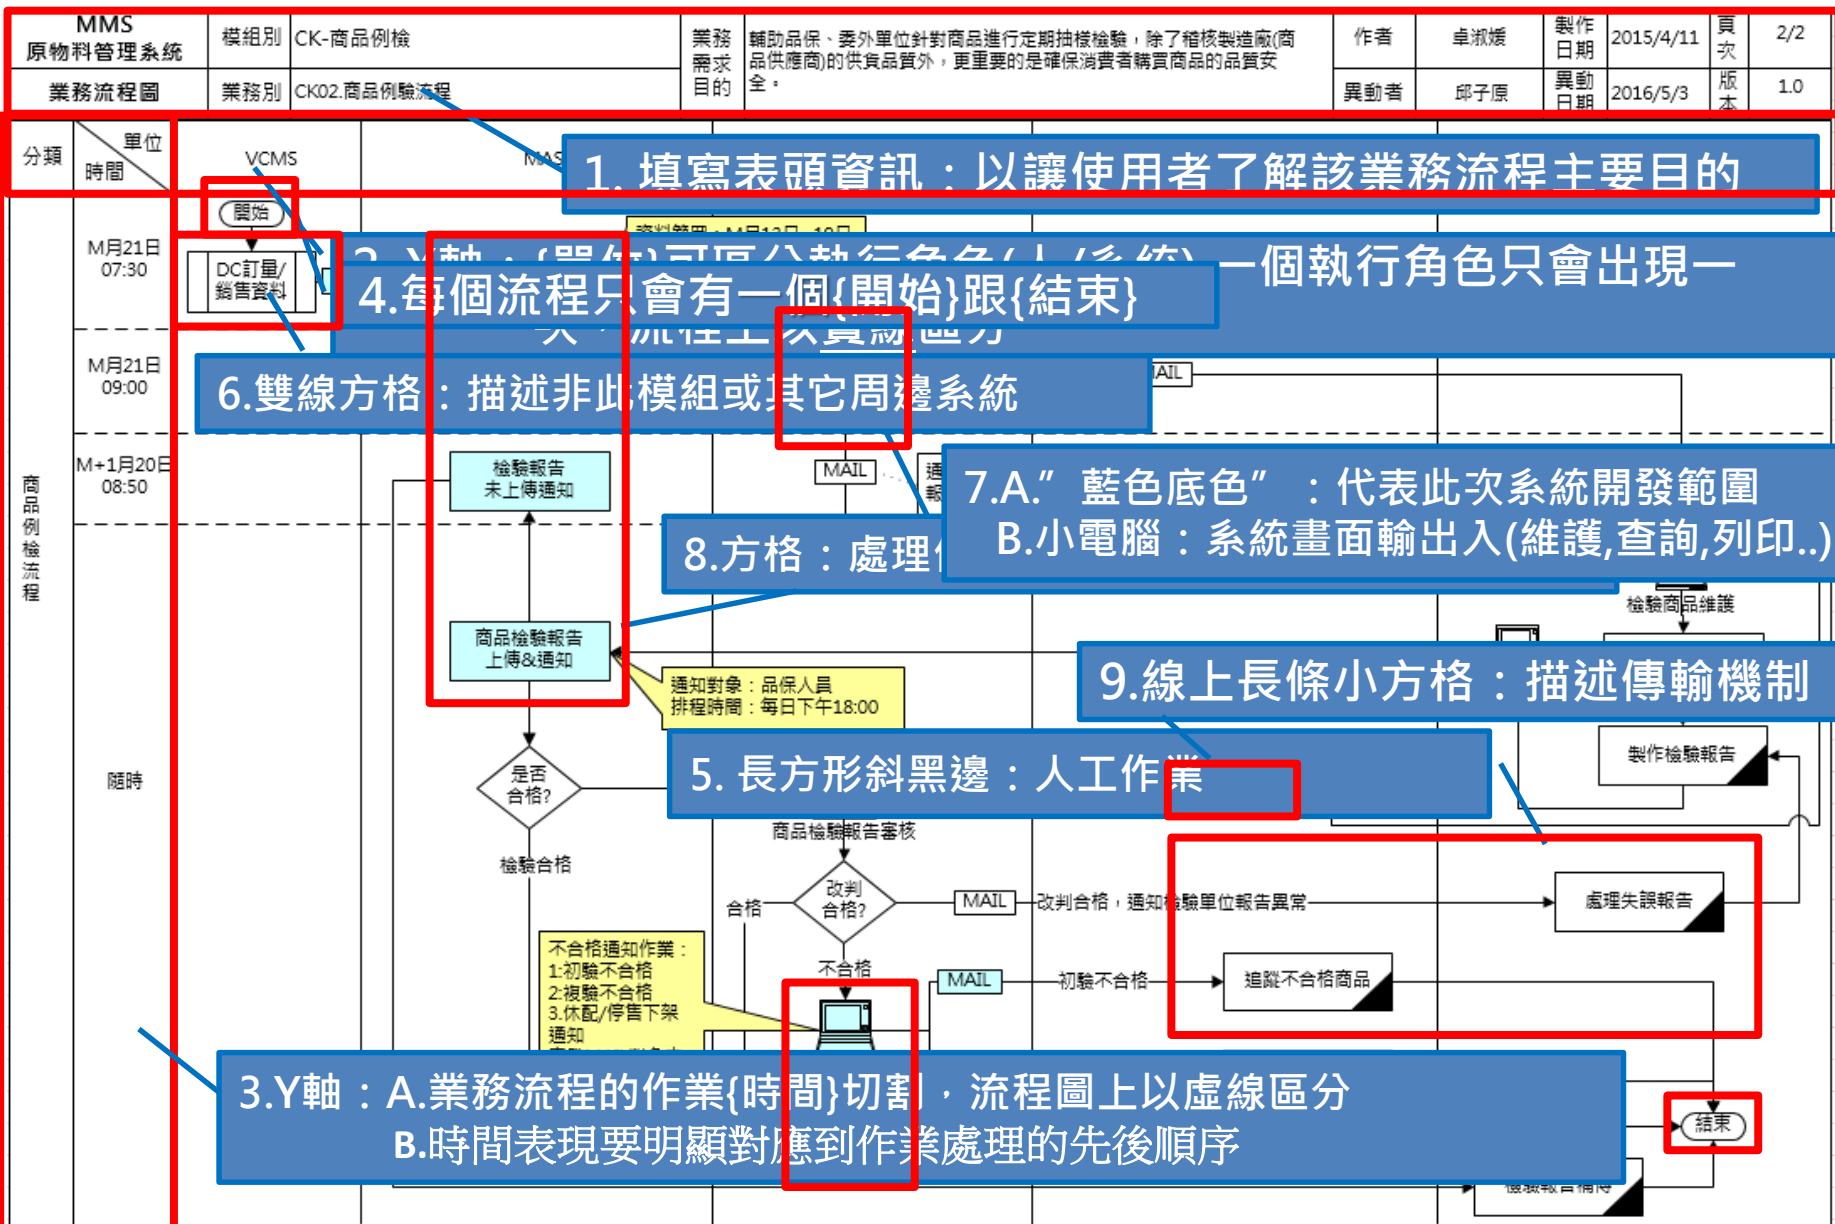 MMS
原物料管理系統
模組別
CK-商品例檢
業務
需求
目的
輔助品保、委外單位針對商品進行定期抽樣檢驗，除了稽核製造廠(商
品供應商)的供貨品質外，更重要的是確保消費者購買商品的品質安
全。
作者
卓淑媛
製作
日期
2015/4/11
頁
次
2/2
業務流程圖
業務別
CK02.商品例驗流程
異動者
邱子原
異動
日期
2016/5/3
版
本
1.0
分類
單位
時間
VCMS
1. 填寫表頭資訊：以讓使用者了解該業務流程主要目的
開始
M月21日
07:30
DC訂量/
銷售資料
一個執行角色只會出現一
4.每個流程只會有一個{開始}跟{結束}
M月21日
09:00
6.雙線方格：描述非此模組或其它周邊系統
商品例檢流程
M+1月20日
08:50
檢驗報告
未上傳通知
MAIL
通
報
7.A.”藍色底色”：代表此次系統開發範圍
B.小電腦：系統畫面輸出入(維護,查詢,列印..)
8.方格：處理
檢驗商品維護
商品檢驗報告
上傳&通知
通知對象：品保人員
排程時間：每日下午18:00
9.線上長條小方格：描述傳輸機制
隨時
是否
合格?
5. 長方形斜黑邊：人工作業
製作檢驗報告
商品檢驗報告審核
檢驗合格
合格
改判
合格?
MAIL
改判合格，通知檢驗單位報告異常
處理失誤報告
不合格
不合格通知作業：
1:初驗不合格
2:複驗不合格
3.休配/停售下架
通知
MAIL
初驗不合格
追蹤不合格商品
3.Y軸：A.業務流程的作業{時間}切割，流程圖上以虛線區分
B.時間表現要明顯對應到作業處理的先後順序
結束